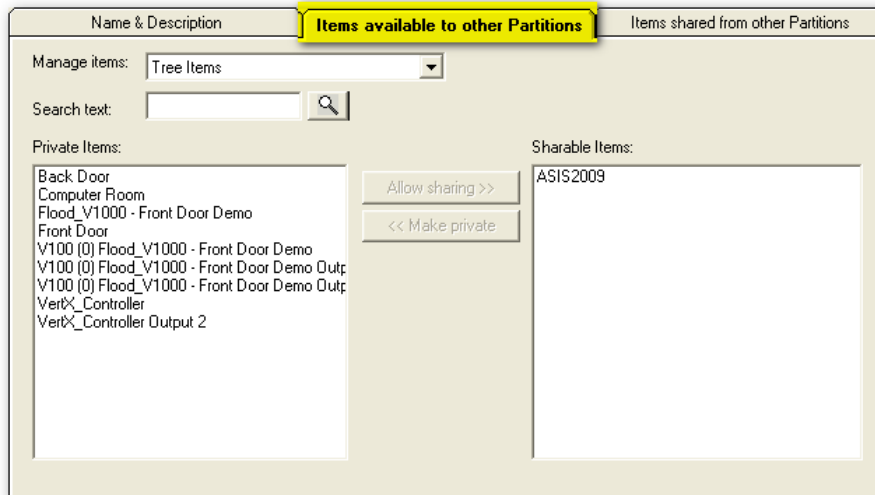 Name & Description
Items available to other Partitions
Items shared from other Partitions
Manage items:
Tree Items
Search text:
Private Items:
Sharable Items:
Back Door
Computer Room
Flood_V1000 - Front Door Demo
Front Door
V100 (0) Flood_V1000 - Front Door Demo
V100 (0) Flood_V1000 - Front Door Demo Outp
V100 (0) Flood_V1000 - Front Door Demo Outp
VertX_Controller
VertX_Controller Output 2
Allow sharing >>
<< Make private
ASIS2009